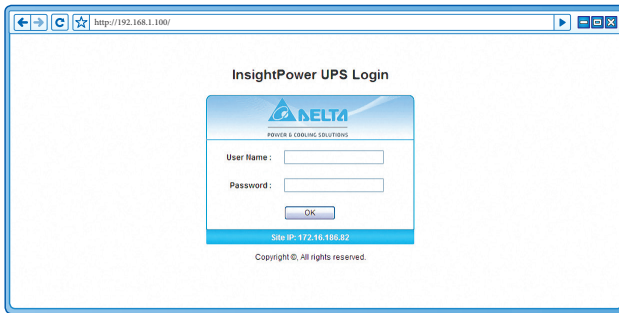 http://192.168.1.100/
InsightPower UPS Login
DELTA
POWER & COOLING SOLUTIONS
User Name :
Password :
OK
Site IP: 172.16.186.82
Copyright ©, All rights reserved.